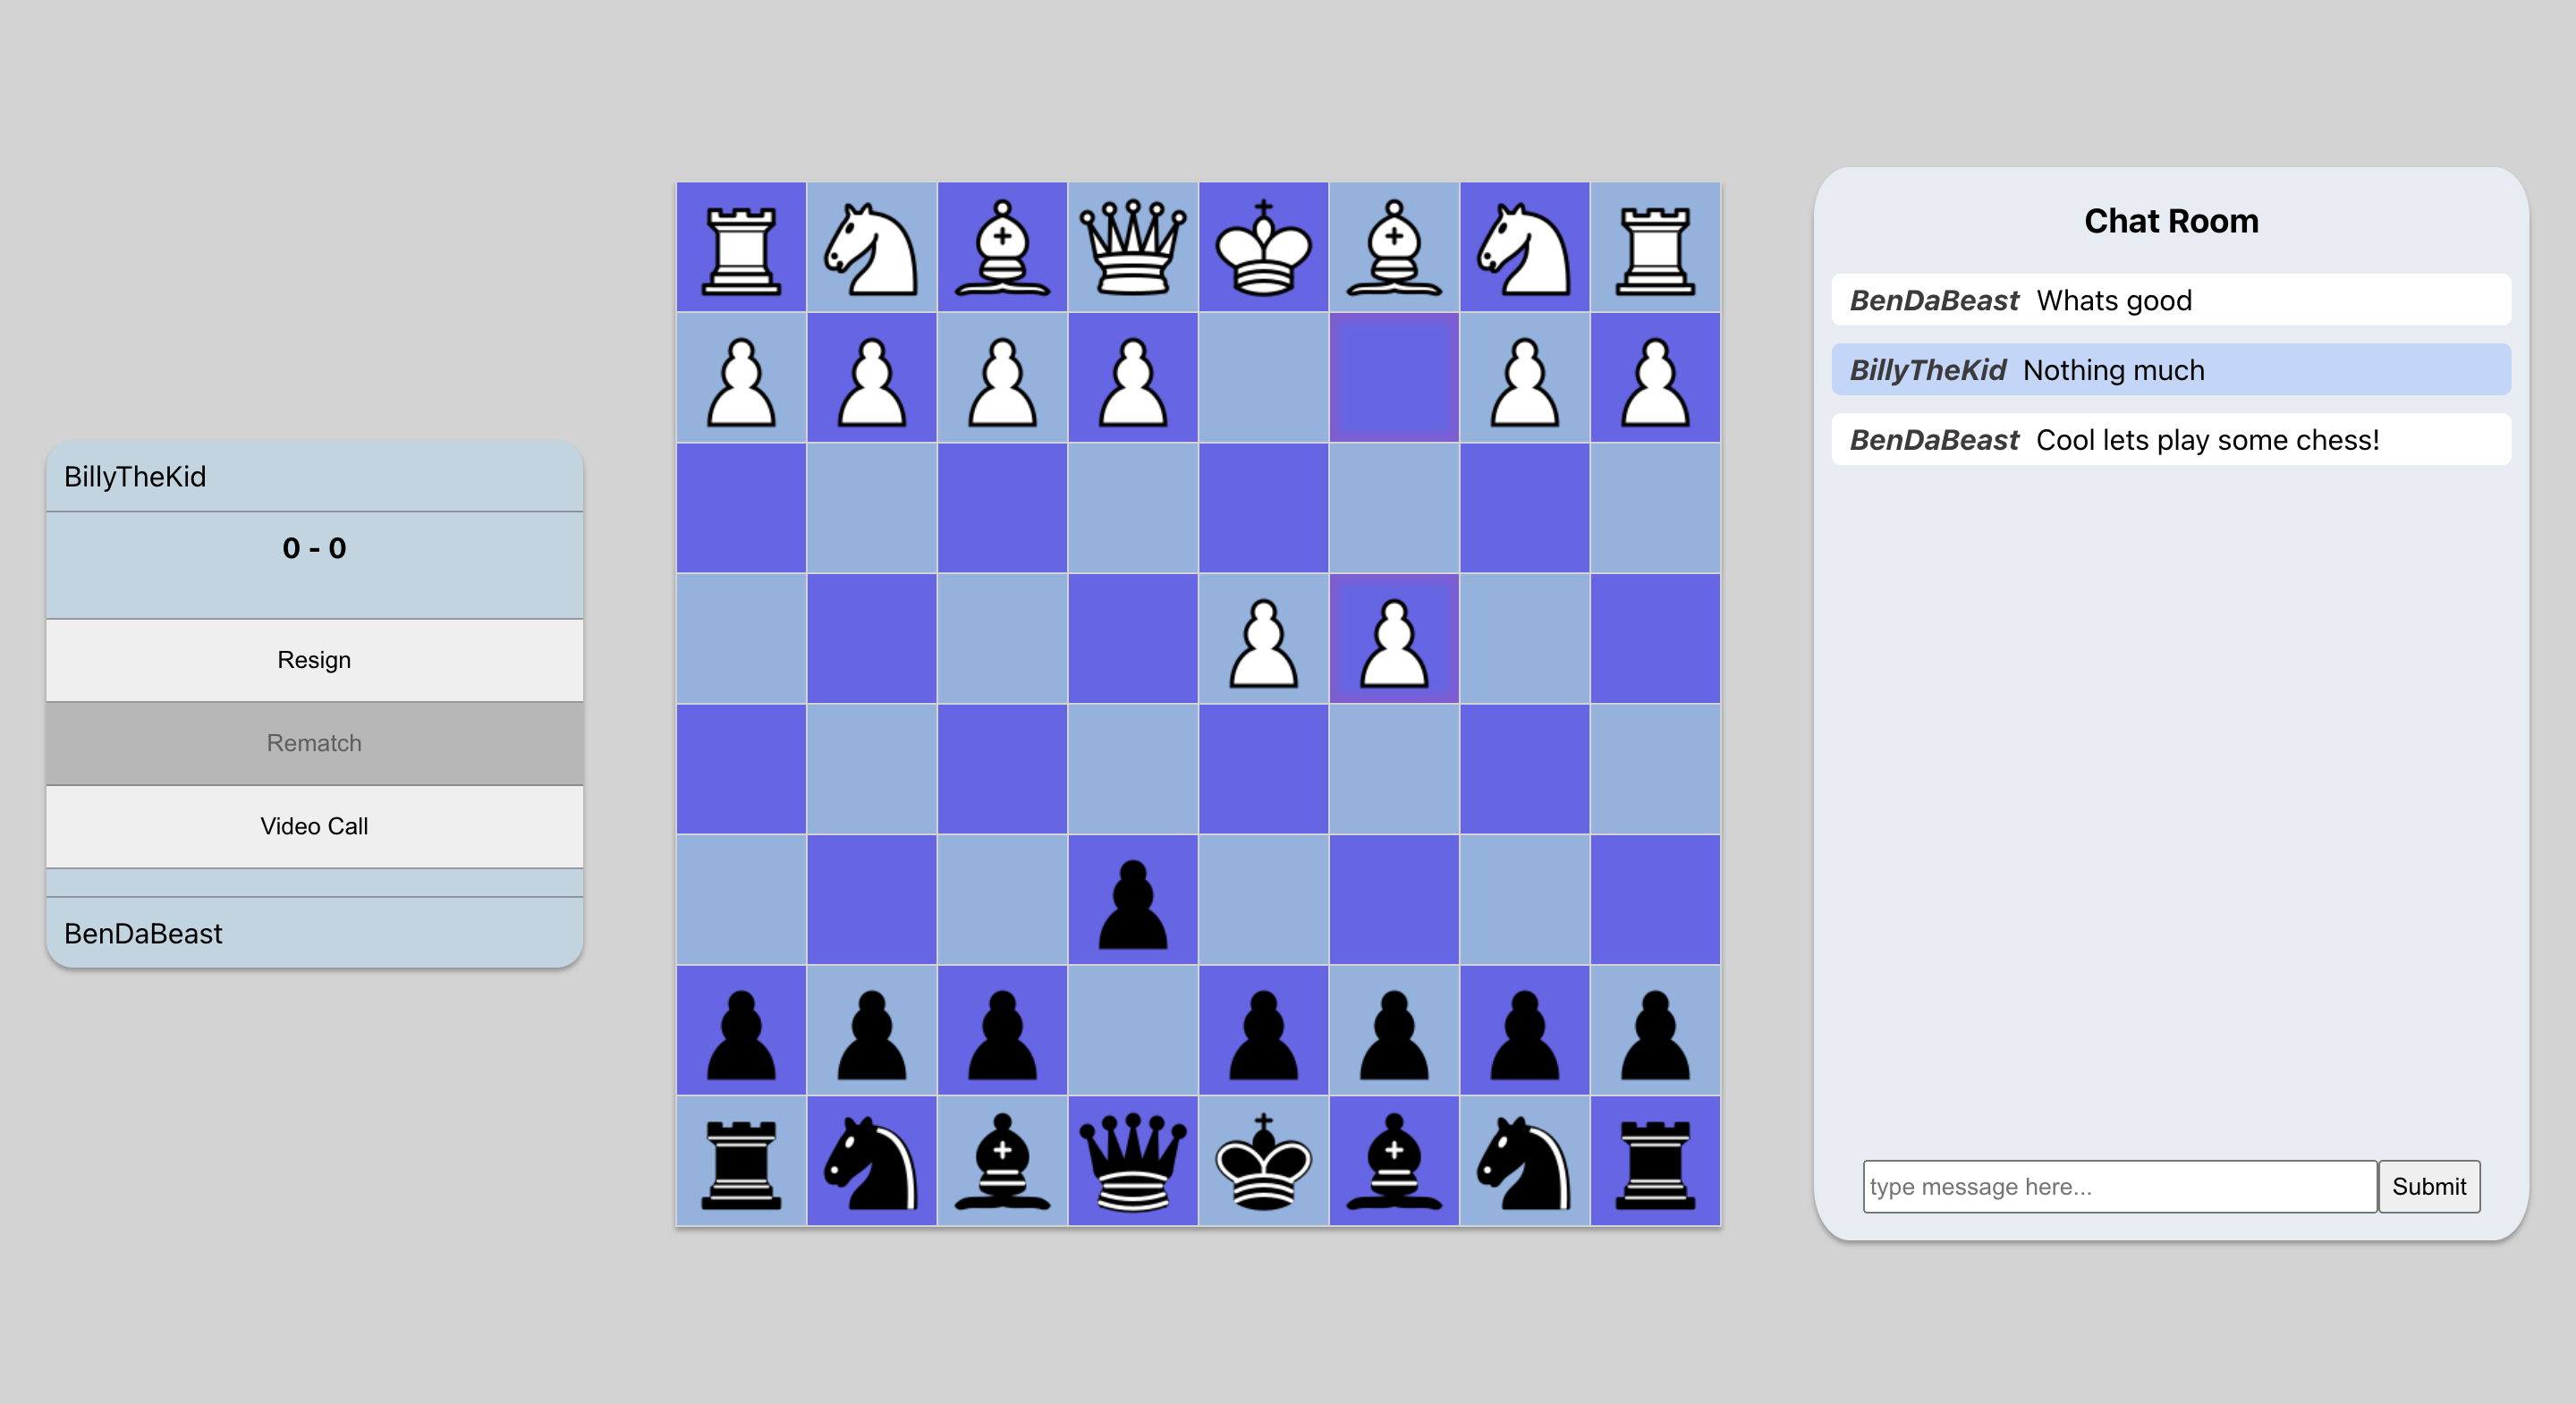 BillyTheKid
0 - 0
Resign
Rematch
Video Call
BenDaBeast
Chat Room
BenDaBeast Whats good
BillyTheKid Nothing much
BenDaBeast Cool lets play some chess!
type message here...
Submit